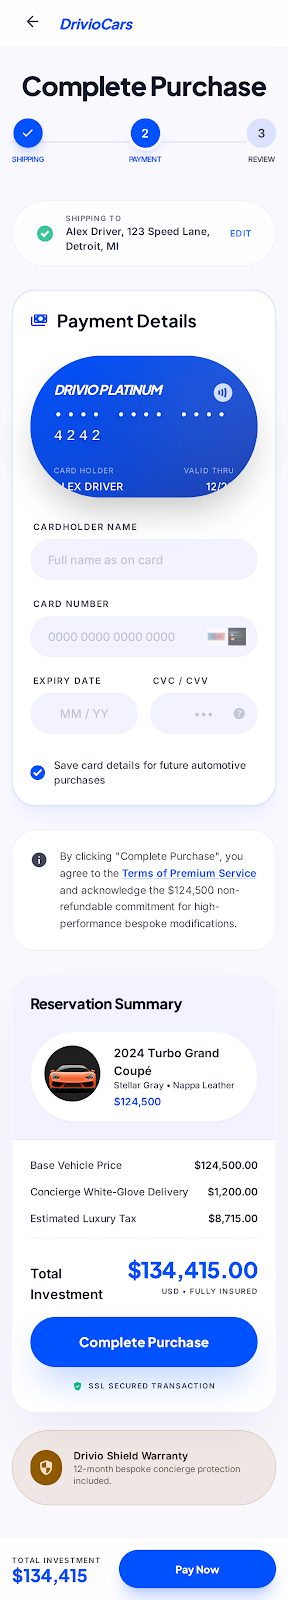 DrivioCars
Complete Purchase
2
3
SHIPPING
PAYMENT
REVIEW
SHIPPING TO
Alex Driver, 123 Speed Lane,
Detroit, MI
EDIT
Payment Details
DRIVIO PLATINUM
•••• •••• ••••
4242
CARD HOLDER
VALID THRU
LEX DRIVER
CARDHOLDER NAME
Full name as on card
CARD NUMBER
0000 0000 0000 0000
EXPIRY DATE
CVC / CVV
MM / YY
•••
?
Save card details for future automotive
purchases
By clicking "Complete Purchase", you
agree to the Terms of Premium Service
and acknowledge the $124,500 non-
refundable commitment for high-
performance bespoke modifications.
Reservation Summary
2024 Turbo Grand
Coupé
Stellar Gray • Nappa Leather
$124,500
Base Vehicle Price
$124,500.00
Concierge White-Glove Delivery
$1,200.00
Estimated Luxury Tax
$8,715.00
Total
Investment
$134,415.00
USD • FULLY INSURED
Complete Purchase
SSL SECURED TRANSACTION
Drivio Shield Warranty
12-month bespoke concierge protection
included.
TOTAL INVESTMENT
$134,415
Pay Now